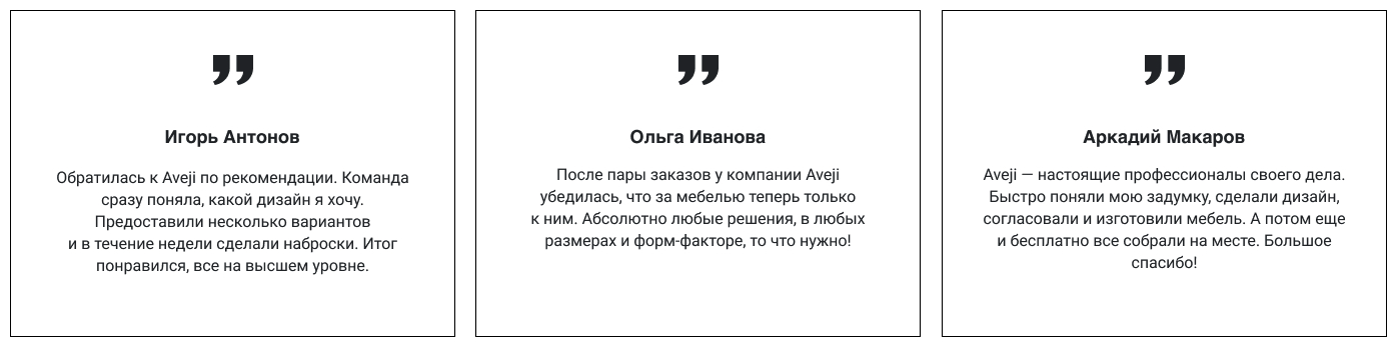 Игорь Антонов
Обратилась к Aveji по рекомендации. Команда
сразу поняла, какой дизайн я хочу.
Предоставили несколько вариантов
и в течение недели сделали наброски. Итог
понравился, все на высшем уровне.
Ольга Иванова
После пары заказов у компании Aveji
убедилась, что за мебелью теперь только
к ним. Абсолютно любые решения, в любых
размерах и форм-факторе, то что нужно!
Аркадий Макаров
Aveji — настоящие профессионалы своего дела.
Быстро поняли мою задумку, сделали дизайн,
согласовали и изготовили мебель. А потом еще
и бесплатно все собрали на месте. Большое
спасибо!